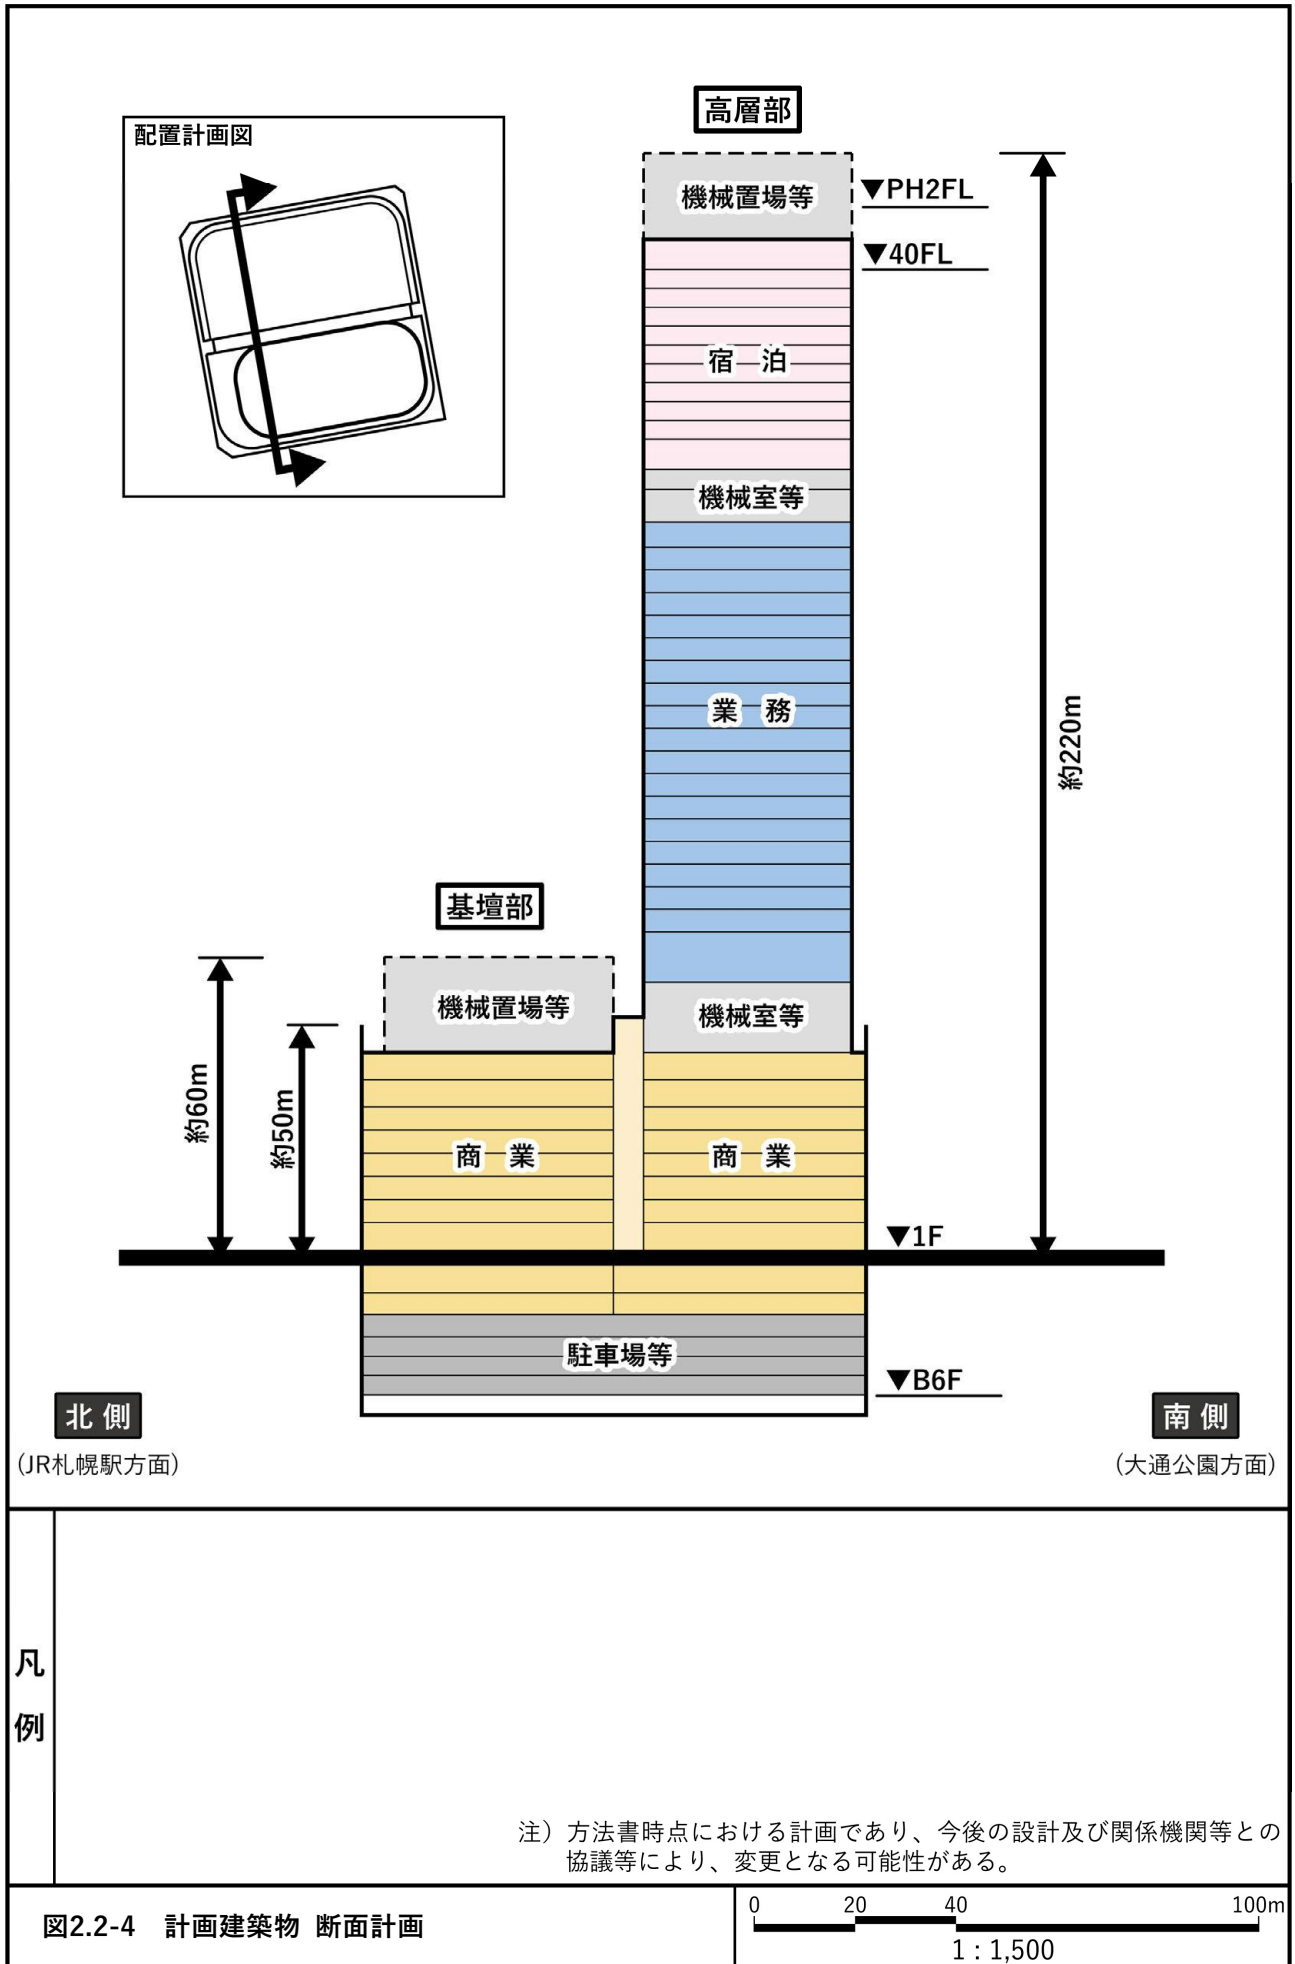 配置計画図
高層部
機械置場等
▼PH2FL
▼40FL
宿 泊
機械室等
業 務
約220m
基壇部
機械置場等
機械室等
約60m
約50m
商 業
商 業
▼1F
駐車場等
▼B6F
北側
(JR札幌駅方面)
南側
(大通公園方面)
凡例
注）方法書時点における計画であり、今後の設計及び関係機関等との
協議等により、変更となる可能性がある。
図2.2-4 計画建築物 断面計画
0 20 40 100m
1：1,500